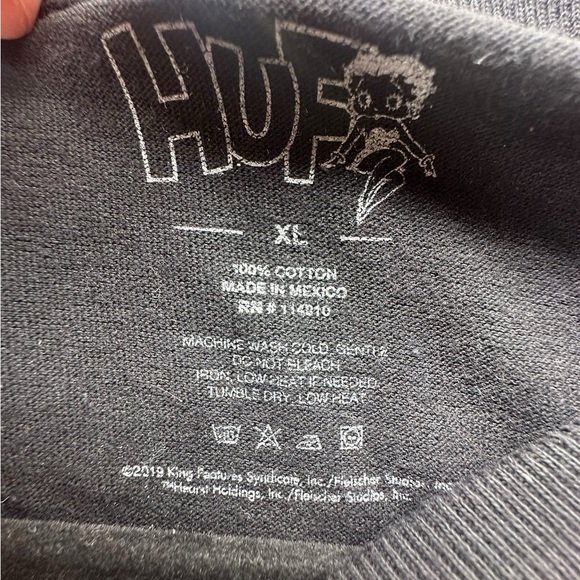 HUF
XL
100% COTTON
MADE IN MEXICO
RN # 114810
MACHINE WASH COLD, GENTLE
DO NOT BLEACH
IRON, LOW HEAT IF NEEDED
TUMBLE DRY, LOW HEAT
©2019 King Features Syndicate, Inc./Fleischer Studios, Inc.
™Hearst Holdings, Inc./Fleischer Studios, Inc.